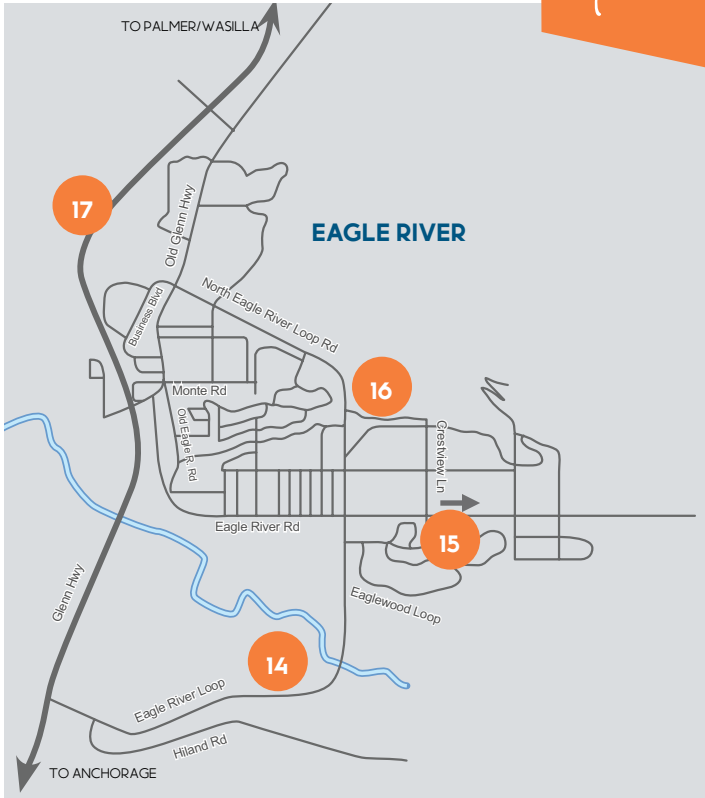 TO PALMER/WASILLA
17
Old Glenn Hwy
EAGLE RIVER
North Eagle River Loop Rd
Business Blvd
16
Monte Rd
Old Eagle R. Rd
Crestview Ln
Eagle River Rd
15
Glenn Hwy
Eaglewood Loop
14
Eagle River Loop
Hiland Rd
TO ANCHORAGE